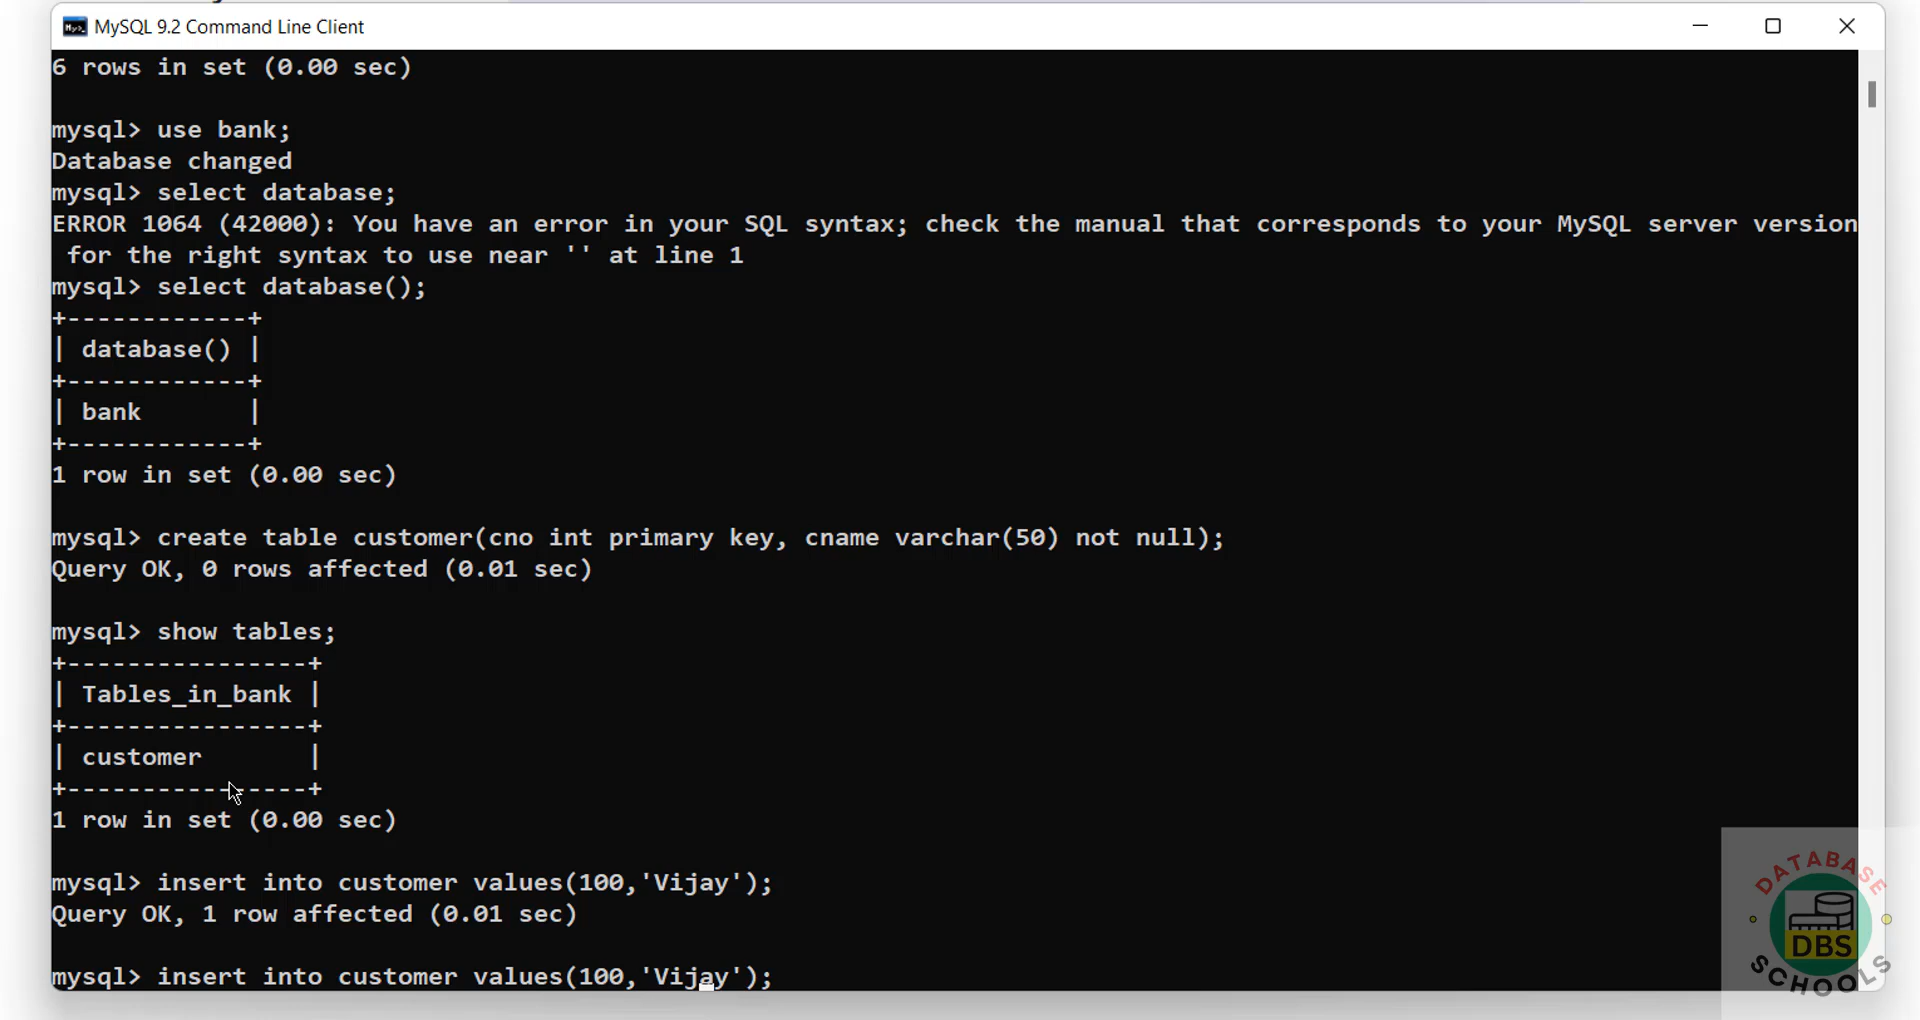 MySQL 9.2 Command Line Client
6 rows in set (0.00 sec)
mysql> use bank;
Database changed
mysql> select database;
ERROR 1064 (42000): You have an error in your SQL syntax; check the manual that corresponds to your MySQL server version
for the right syntax to use near '' at line 1
mysql> select database();
+------------+
| database() |
+------------+
| bank       |
+------------+
1 row in set (0.00 sec)
mysql> create table customer(cno int primary key, cname varchar(50) not null);
Query OK, 0 rows affected (0.01 sec)
mysql> show tables;
+----------------+
| Tables_in_bank |
+----------------+
| customer       |
+----------------+
1 row in set (0.00 sec)
mysql> insert into customer values(100,'Vijay');
Query OK, 1 row affected (0.01 sec)
mysql> insert into customer values(100,'Vijay');
DATABASE
DBS
SCHOOLS